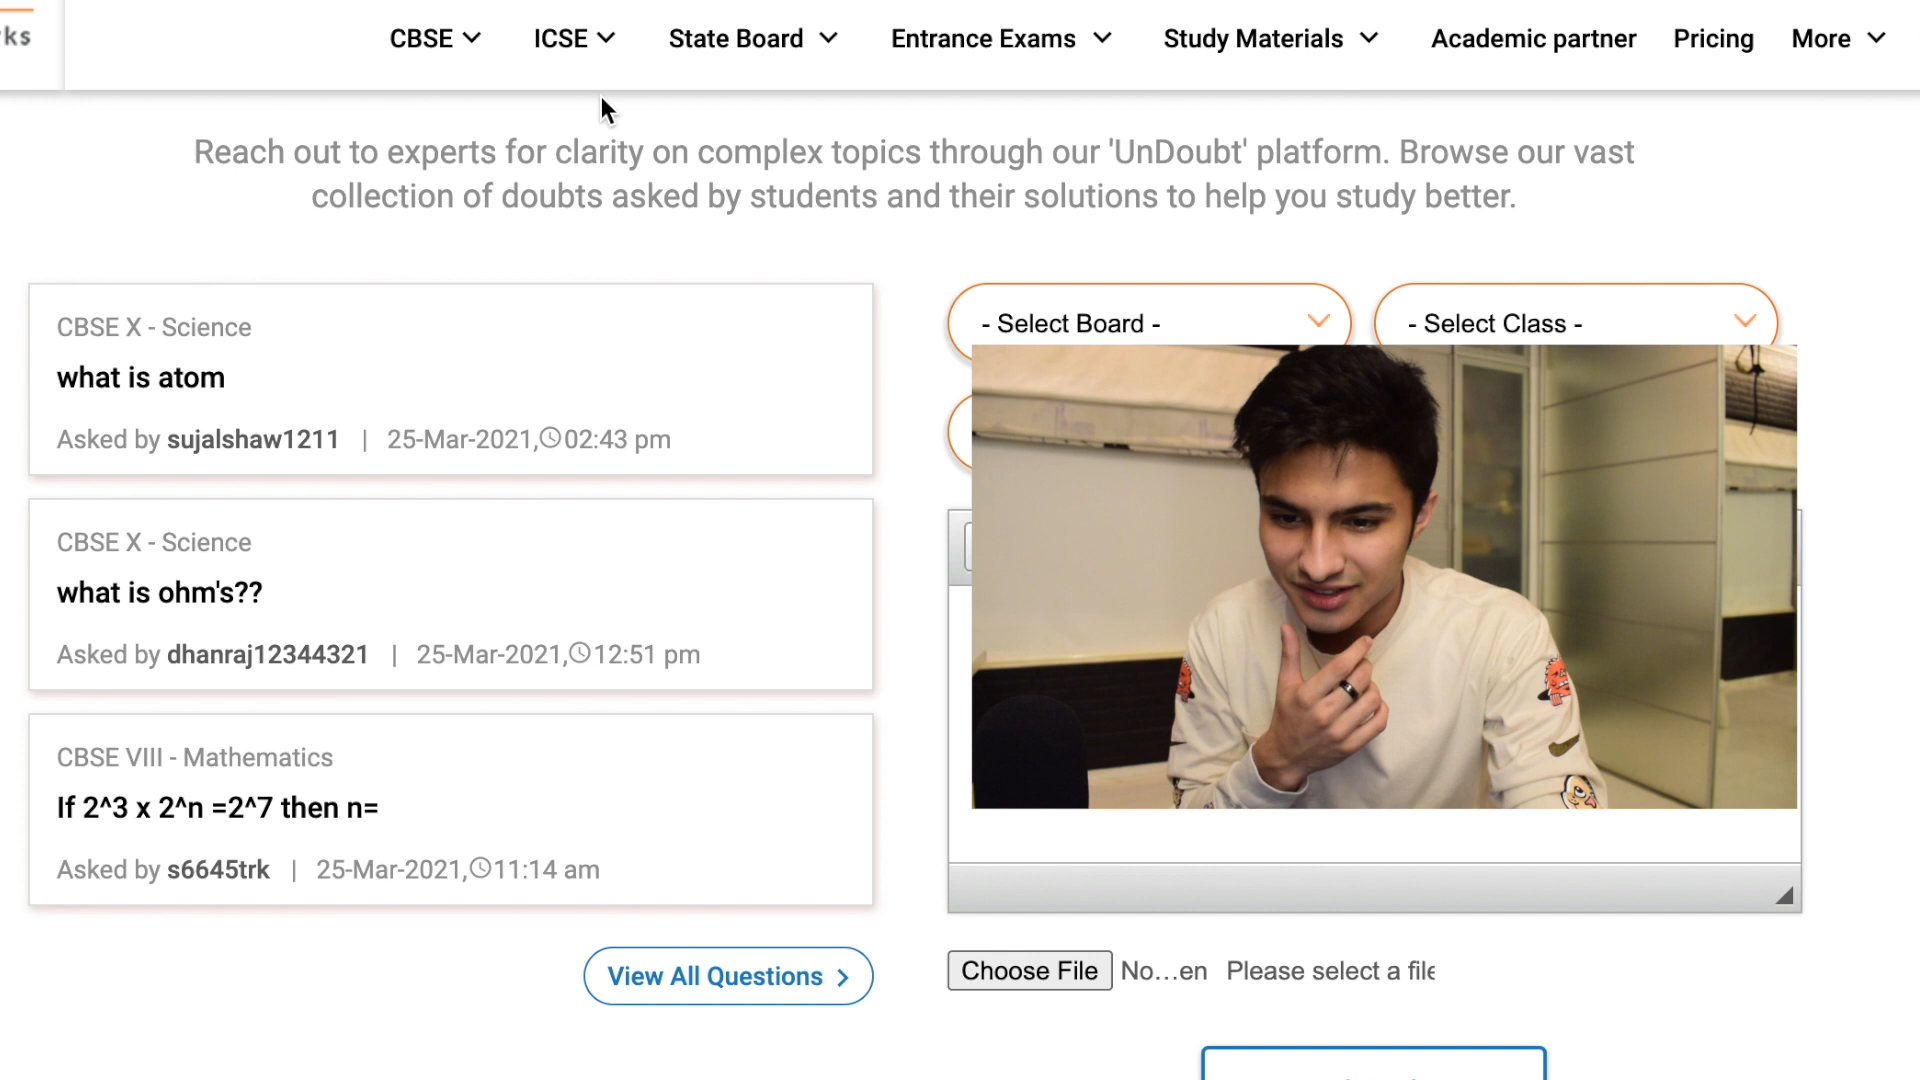 ks
CBSE ICSE State Board Entrance Exams Study Materials Academic partner Pricing More
Reach out to experts for clarity on complex topics through our 'UnDoubt' platform. Browse our vast
collection of doubts asked by students and their solutions to help you study better.
CBSE X - Science
what is atom
Asked by sujalshaw1211 | 25-Mar-2021, 02:43 pm
CBSE X - Science
what is ohm's??
Asked by dhanraj12344321 | 25-Mar-2021, 12:51 pm
CBSE VIII - Mathematics
If 2^3 x 2^n =2^7 then n=
Asked by s6645trk | 25-Mar-2021, 11:14 am
View All Questions
- Select Board -
- Select Class -
Choose File No...en Please select a file